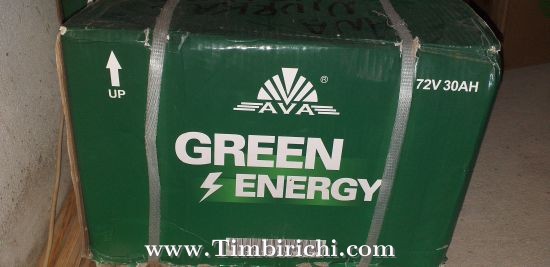 UP
AVA
®
72V 30AH
GREEN
ENERGY
www.Timbirichi.com